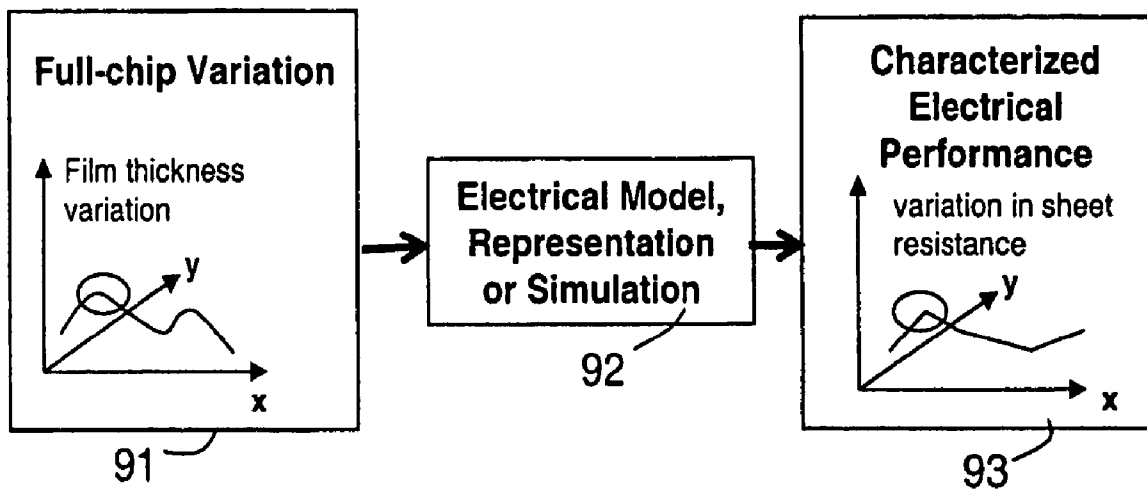 Full-chip Variation
Film thickness
variation
y
x
91
Electrical Model,
Representation
or Simulation
92
Characterized
Electrical
Performance
variation in sheet
resistance
y
x
93